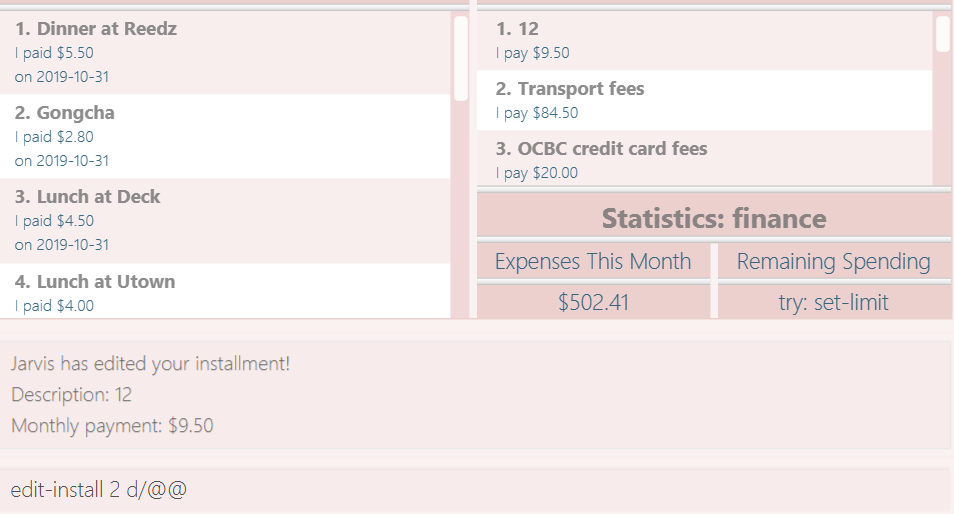 1. Dinner at Reedz
I paid $5.50
on 2019-10-31
2. Gongcha
I paid $2.80
on 2019-10-31
3. Lunch at Deck
I paid $4.50
on 2019-10-31
4. Lunch at Utown
I paid $4.00
1. 12
I pay $9.50
2. Transport fees
I pay $84.50
3. OCBC credit card fees
I pay $20.00
Statistics: finance
Expenses This Month
Remaining Spending
$502.41
try: set-limit
Jarvis has edited your installment!
Description: 12
Monthly payment: $9.50
edit-install 2 d/@@